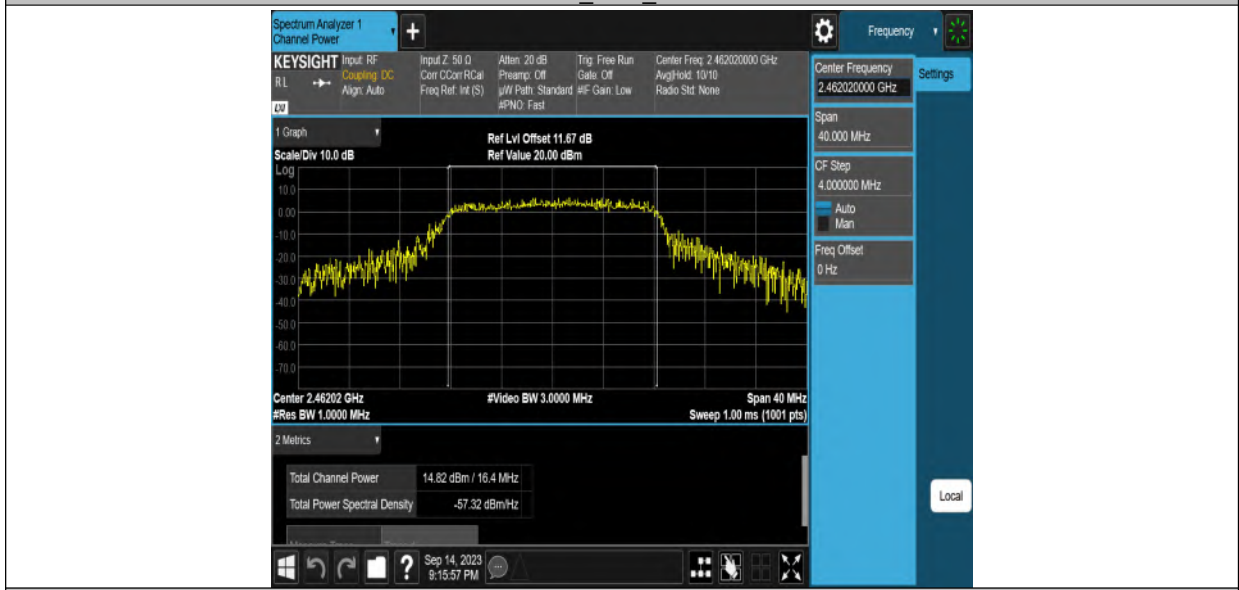 Spectrum Analyzer 1
Channel Power
+
Frequency
KEYSIGHT
RL
Input: RF
Coupling: DC
Align: Auto
Input Z: 50 Ω
Corr CCorr RCal
Freq Ref: Int (S)
Atten: 20 dB
Preamp: Off
µW Path: Standard
#PNO: Fast
Trig: Free Run
Gate: Off
#IF Gain: Low
Center Freq: 2.462020000 GHz
Avg|Hold: 10/10
Radio Std: None
Center Frequency
2.462020000 GHz
Settings
Span
40.000 MHz
CF Step
4.000000 MHz
Auto
Man
Freq Offset
0 Hz
Local
1 Graph
Scale/Div 10.0 dB
Ref Lvl Offset 11.67 dB
Ref Value 20.00 dBm
Log
10.0
0.00
-10.0
-20.0
-30.0
-40.0
-50.0
-60.0
-70.0
Center 2.46202 GHz
#Res BW 1.0000 MHz
#Video BW 3.0000 MHz
Span 40 MHz
Sweep 1.00 ms (1001 pts)
2 Metrics
Total Channel Power 14.82 dBm / 16.4 MHz
Total Power Spectral Density -57.32 dBm/Hz
?
Sep 14, 2023
9:15:57 PM